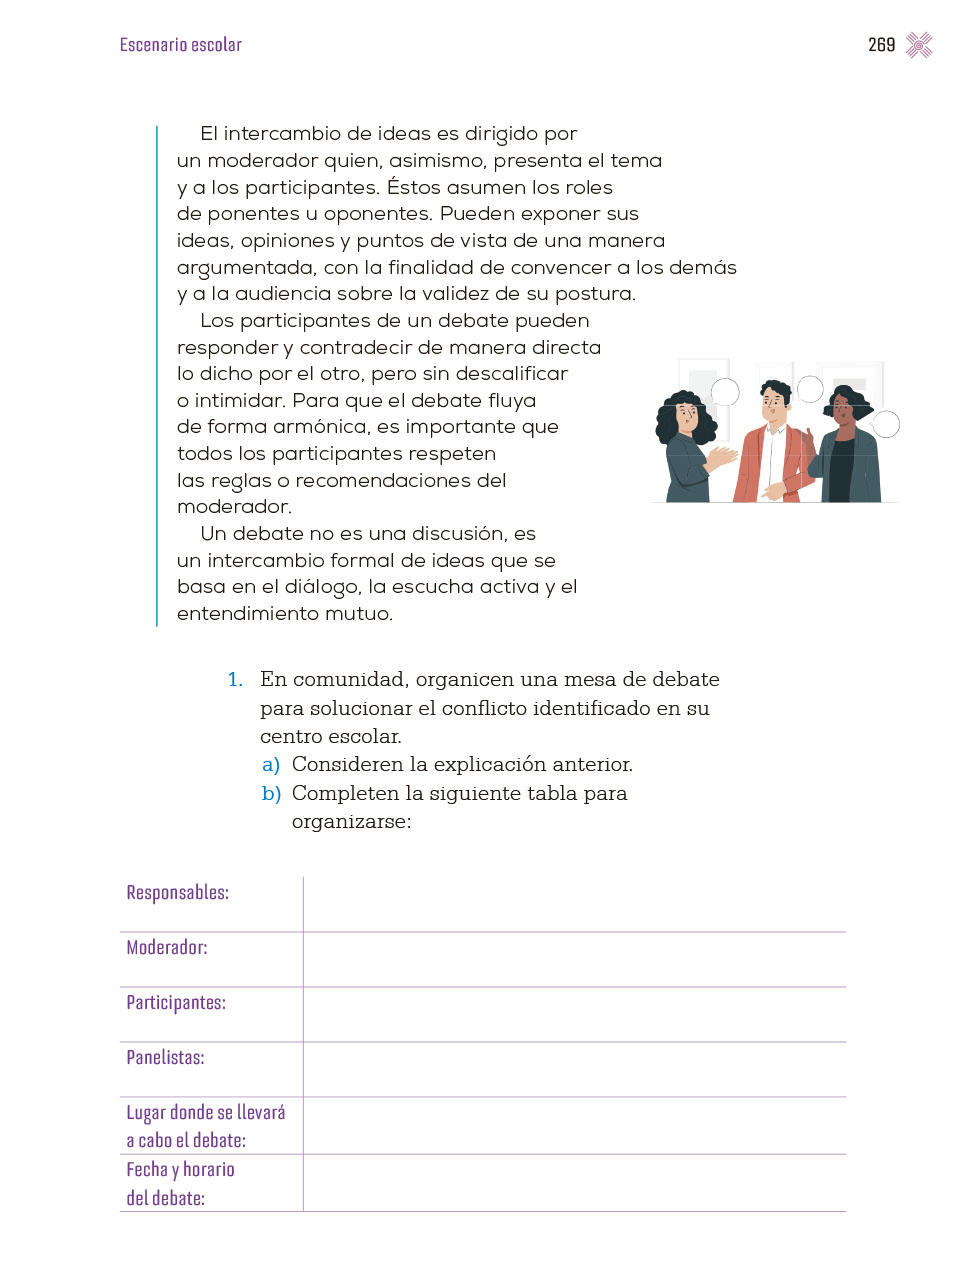 Escenario escolar
269
El intercambio de ideas es dirigido por
un moderador quien, asimismo, presenta el tema
y a los participantes. Éstos asumen los roles
de ponentes u oponentes. Pueden exponer sus
ideas, opiniones y puntos de vista de una manera
argumentada, con la finalidad de convencer a los demás
y a la audiencia sobre la validez de su postura.
Los participantes de un debate pueden
responder y contradecir de manera directa
lo dicho por el otro, pero sin descalificar
o intimidar. Para que el debate fluya
de forma armónica, es importante que
todos los participantes respeten
las reglas o recomendaciones del
moderador.
Un debate no es una discusión, es
un intercambio formal de ideas que se
basa en el diálogo, la escucha activa y el
entendimiento mutuo.
1. En comunidad, organicen una mesa de debate
para solucionar el conflicto identificado en su
centro escolar.
a) Consideren la explicación anterior.
b) Completen la siguiente tabla para
organizarse:
Responsables:
Moderador:
Participantes:
Panelistas:
Lugar donde se llevará
a cabo el debate:
Fecha y horario
del debate: